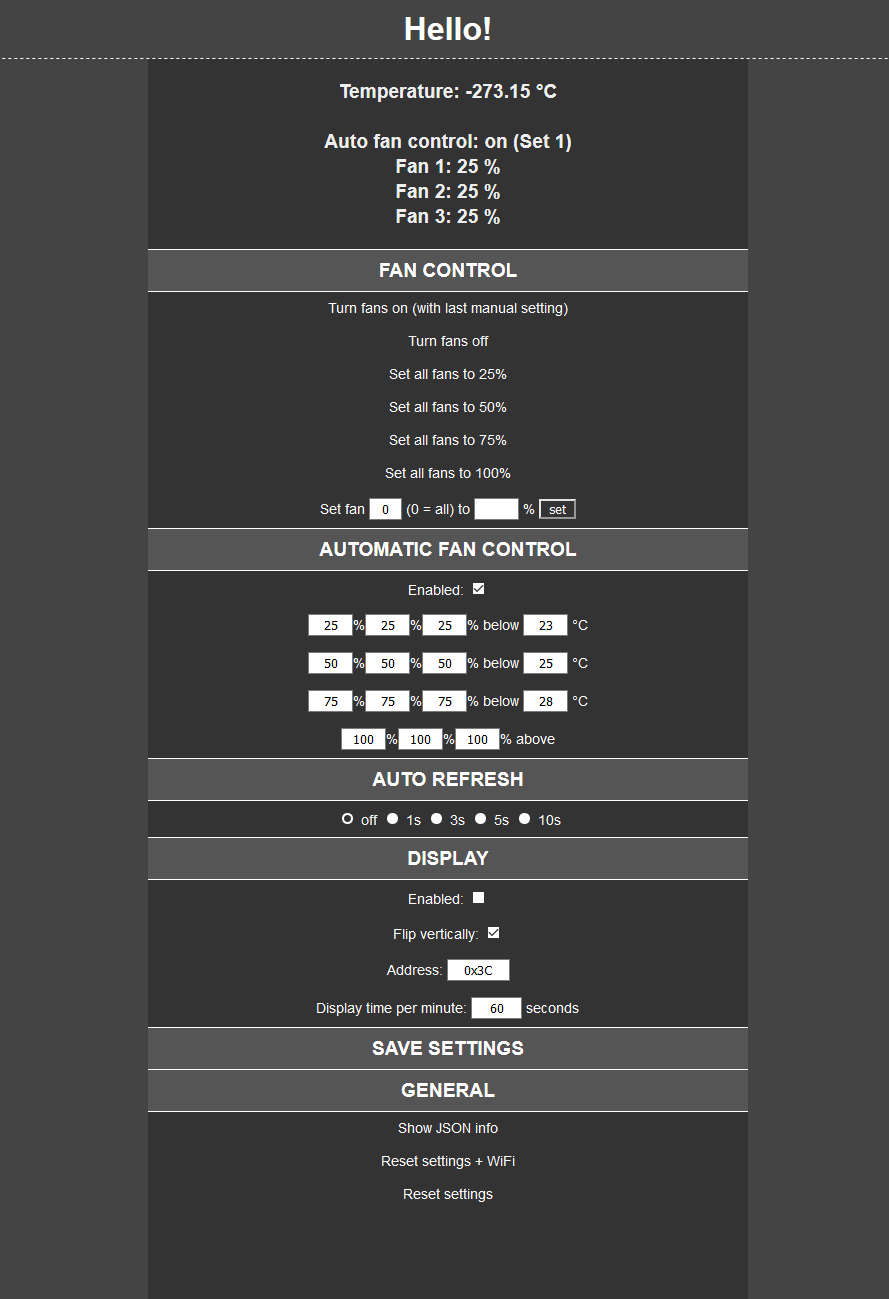 Hello!
Temperature: -273.15 °C
Auto fan control: on (Set 1)
Fan 1: 25 %
Fan 2: 25 %
Fan 3: 25 %
FAN CONTROL
Turn fans on (with last manual setting)
Turn fans off
Set all fans to 25%
Set all fans to 50%
Set all fans to 75%
Set all fans to 100%
Set fan 0 (0 = all) to % set
AUTOMATIC FAN CONTROL
Enabled:
25 % 25 % 25 % below 23 °C
50 % 50 % 50 % below 25 °C
75 % 75 % 75 % below 28 °C
100 % 100 % 100 % above
AUTO REFRESH
off 1s 3s 5s 10s
DISPLAY
Enabled:
Flip vertically:
Address: 0x3C
Display time per minute: 60 seconds
SAVE SETTINGS
GENERAL
Show JSON info
Reset settings + WiFi
Reset settings